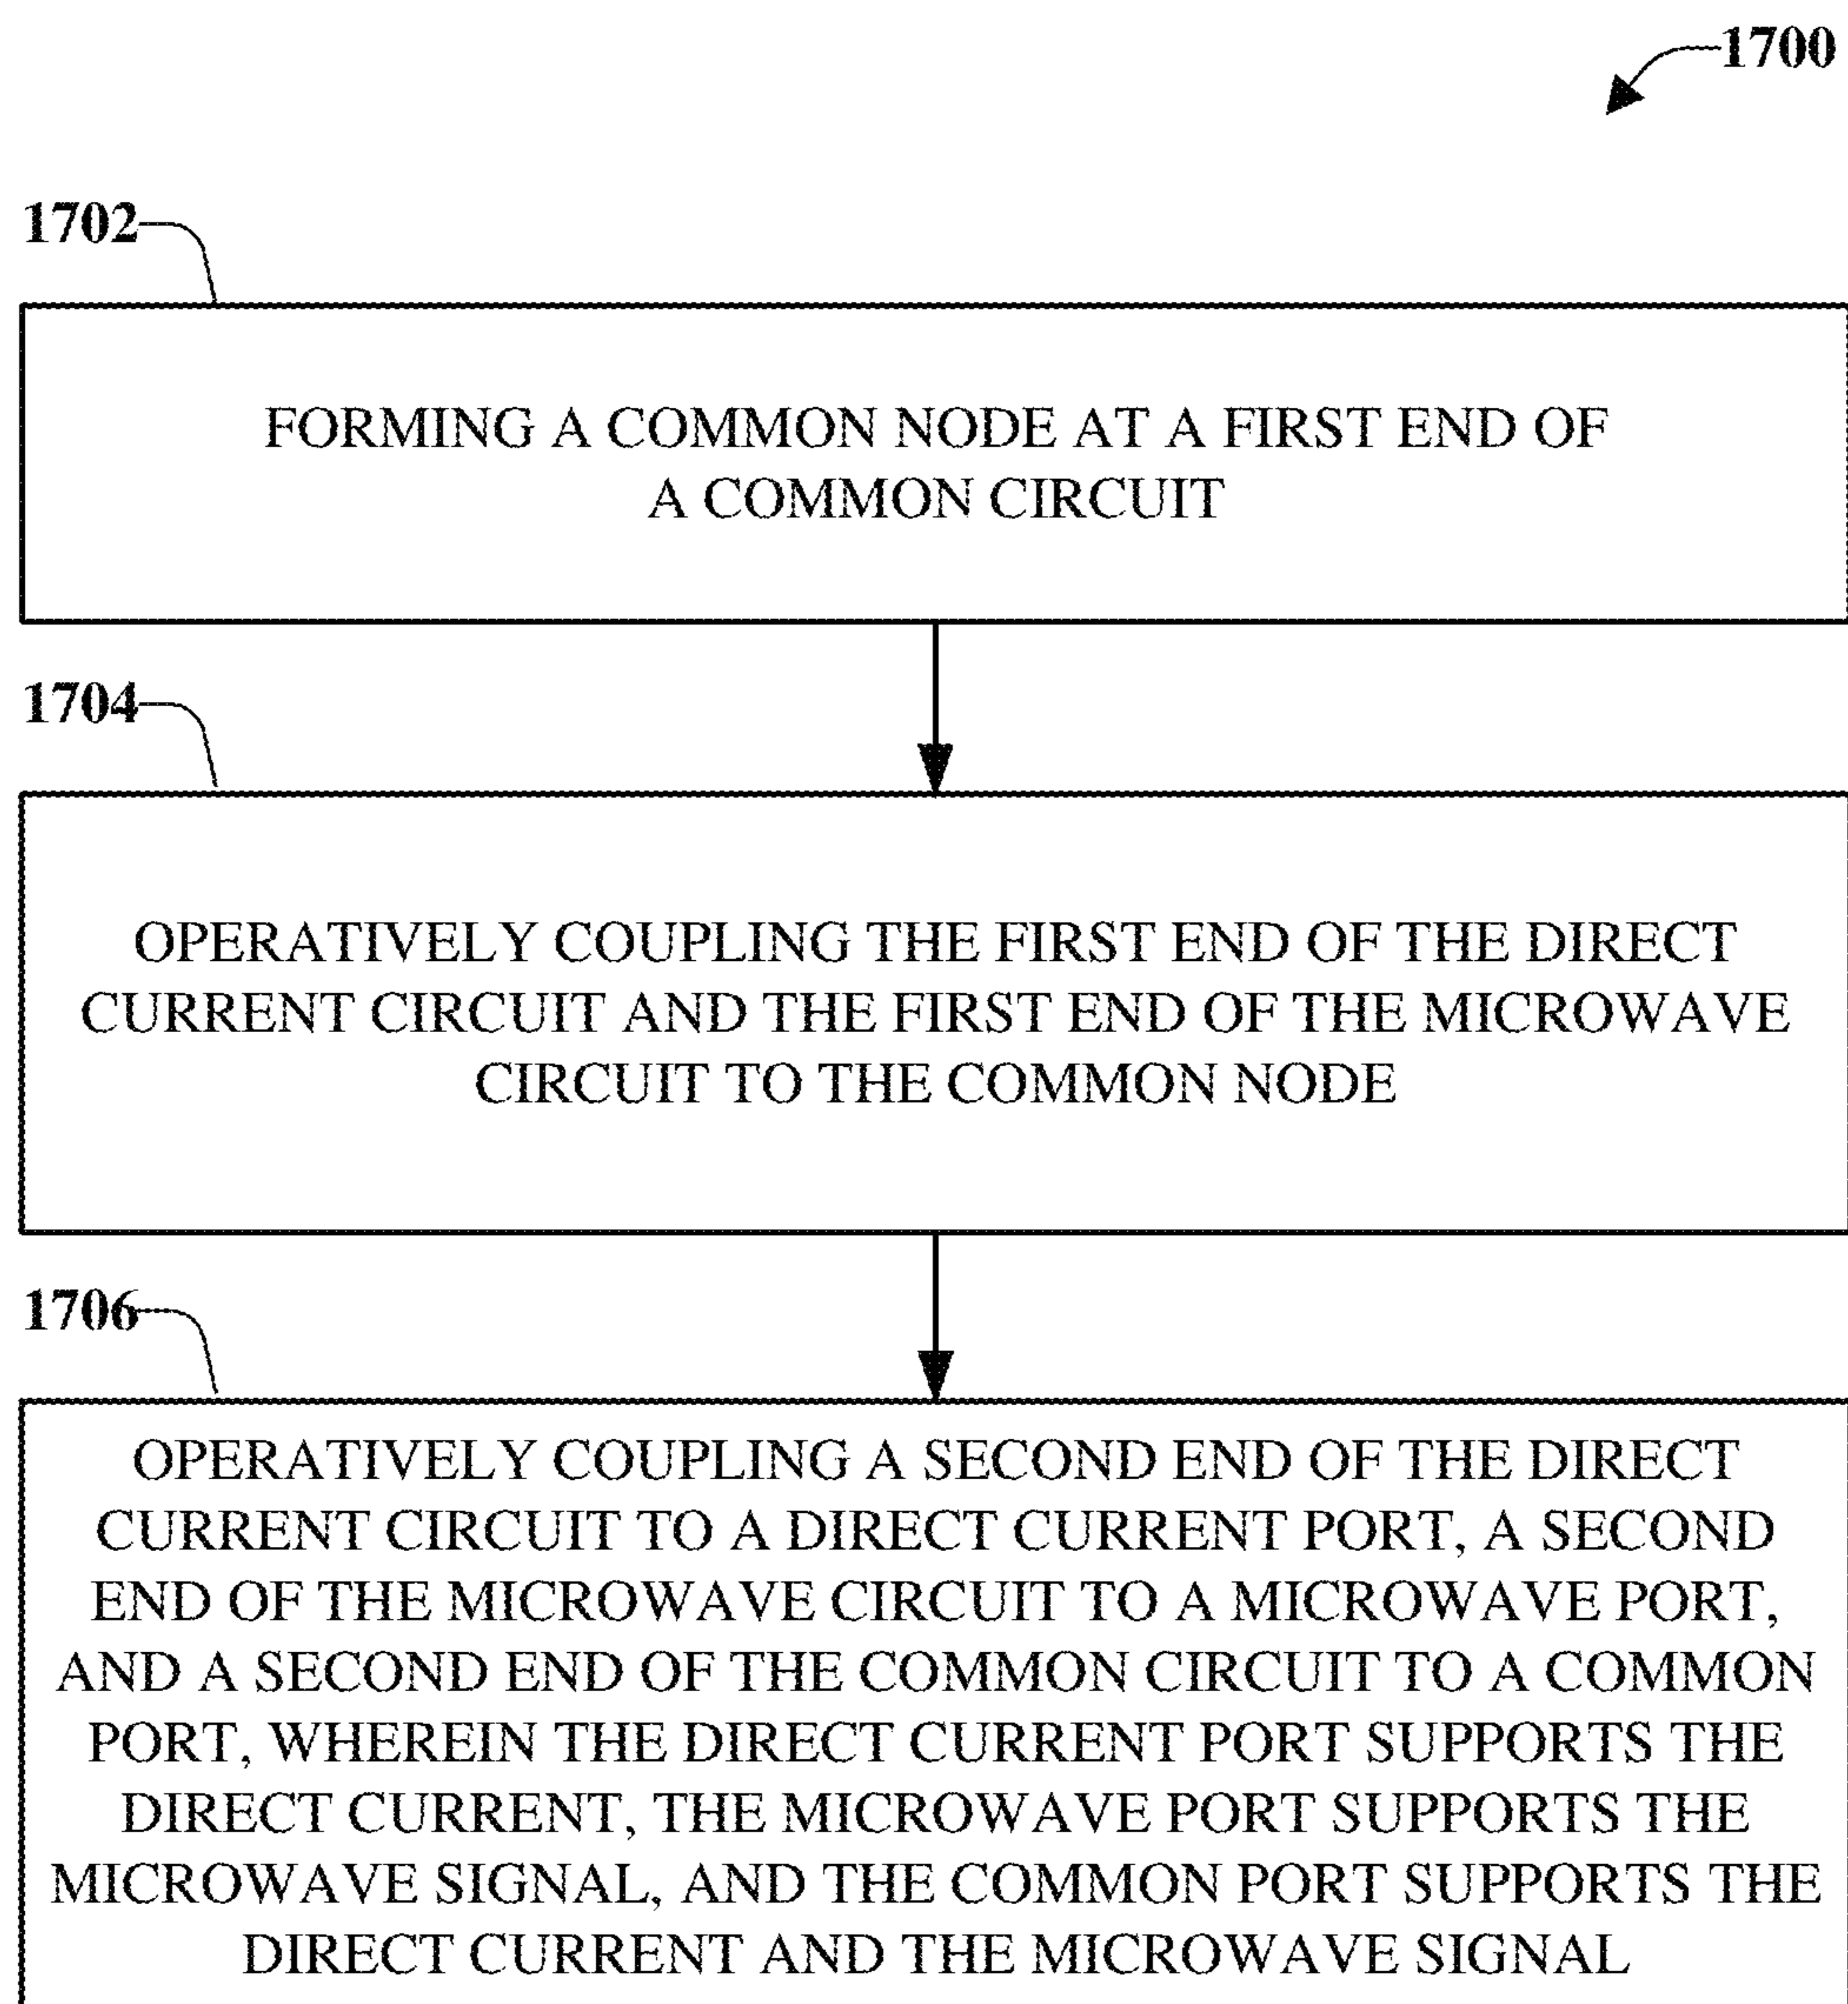 1700
1702
FORMING A COMMON NODE AT A FIRST END OF
A COMMON CIRCUIT
1704
OPERATIVELY COUPLING THE FIRST END OF THE DIRECT
CURRENT CIRCUIT AND THE FIRST END OF THE MICROWAVE
CIRCUIT TO THE COMMON NODE
1706
OPERATIVELY COUPLING A SECOND END OF THE DIRECT
CURRENT CIRCUIT TO A DIRECT CURRENT PORT, A SECOND
END OF THE MICROWAVE CIRCUIT TO A MICROWAVE PORT,
AND A SECOND END OF THE COMMON CIRCUIT TO A COMMON
PORT, WHEREIN THE DIRECT CURRENT PORT SUPPORTS THE
DIRECT CURRENT, THE MICROWAVE PORT SUPPORTS THE
MICROWAVE SIGNAL, AND THE COMMON PORT SUPPORTS THE
DIRECT CURRENT AND THE MICROWAVE SIGNAL